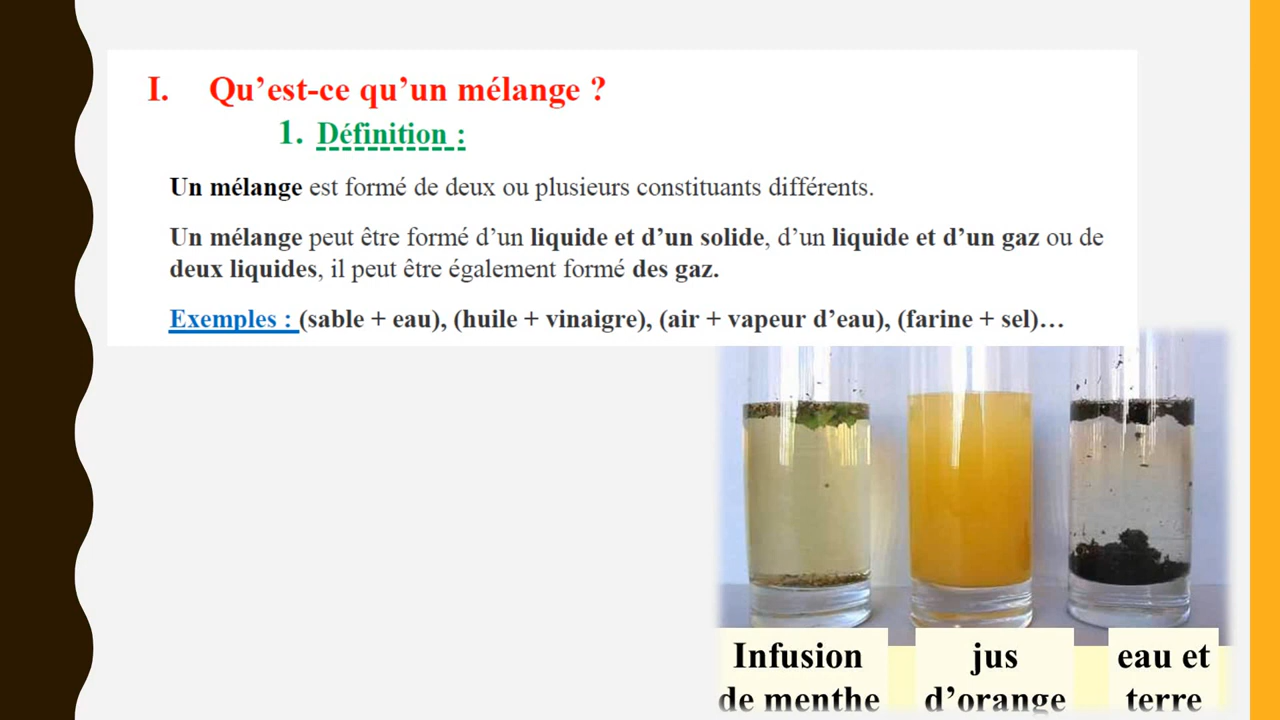 I. Qu’est-ce qu’un mélange ?
1. Définition :
Un mélange est formé de deux ou plusieurs constituants différents.
Un mélange peut être formé d’un liquide et d’un solide, d’un liquide et d’un gaz ou de
deux liquides, il peut être également formé des gaz.
Exemples : (sable + eau), (huile + vinaigre), (air + vapeur d’eau), (farine + sel)…
Infusion
de menthe
jus
d’orange
eau et
terre